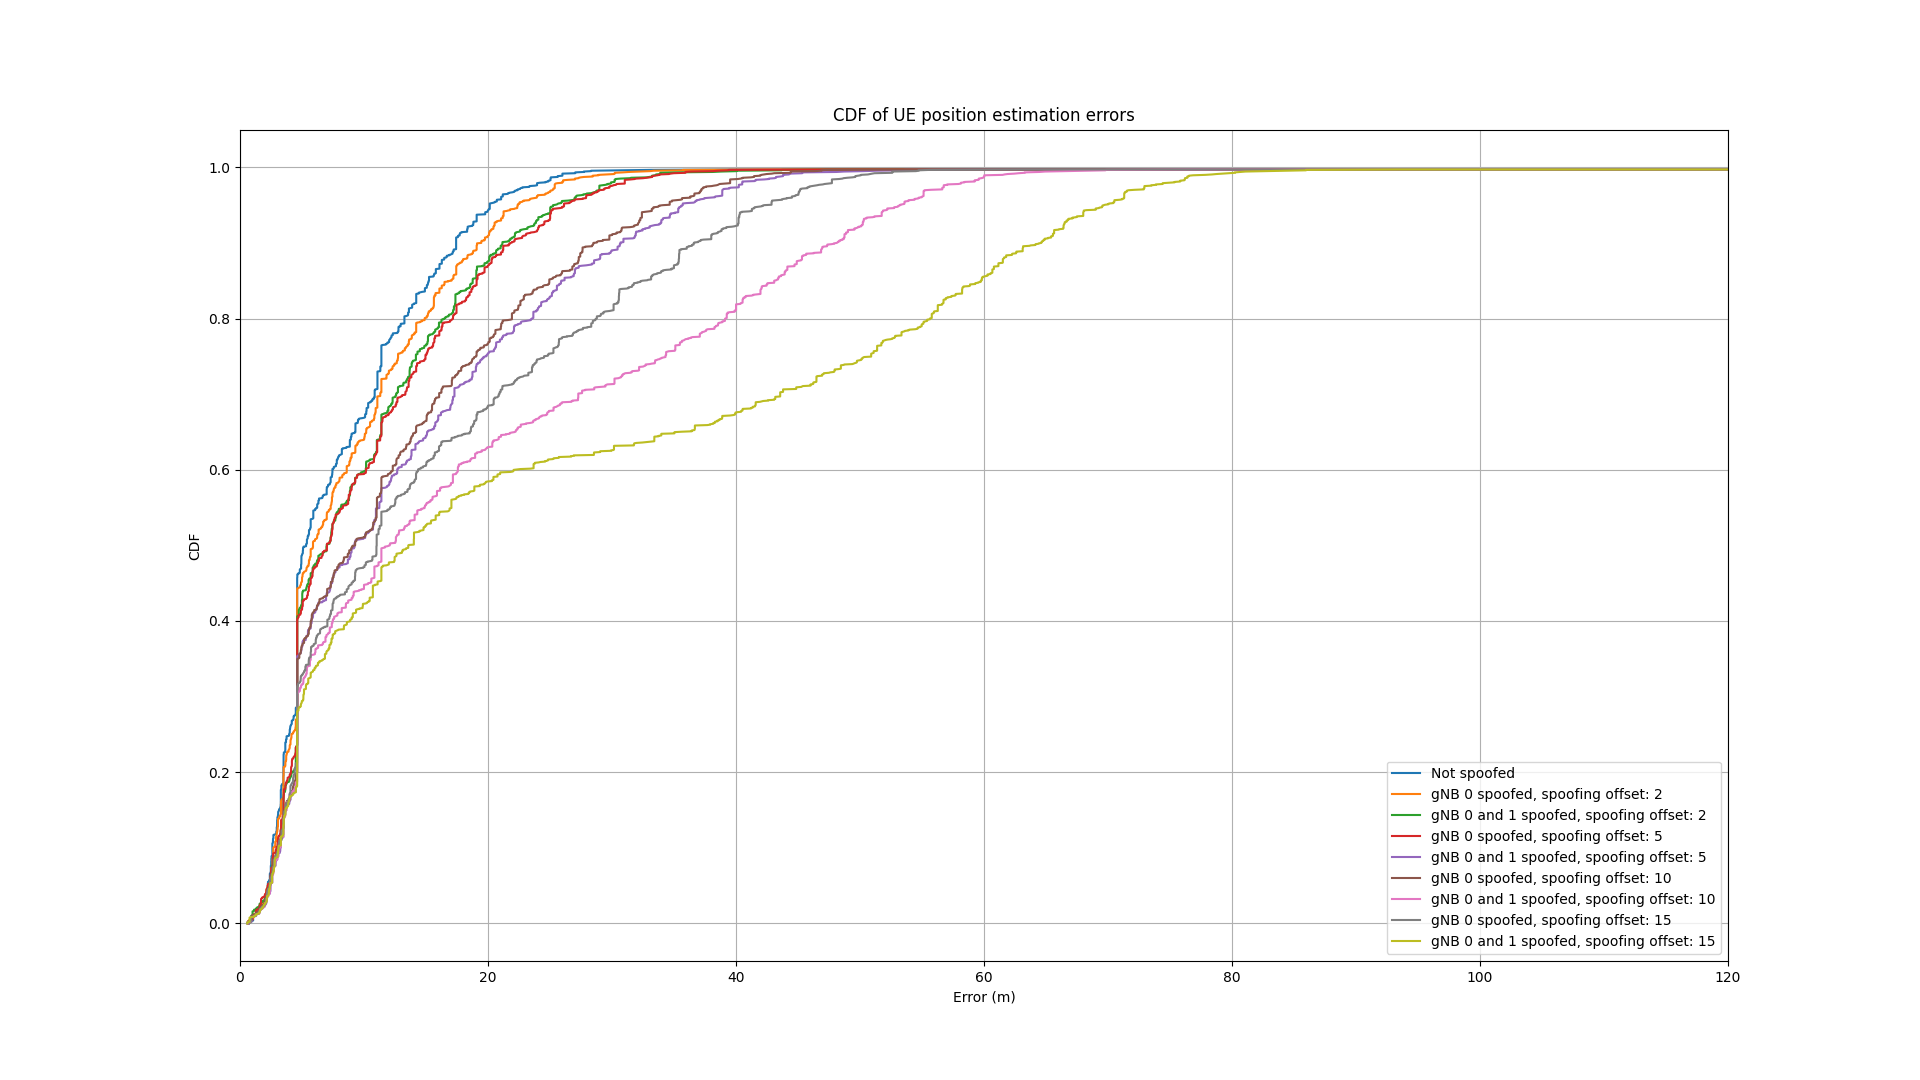 CDF of UE position estimation errors
1.0
0.8
0.6
CDF
0.4
0.2
0.0
Not spoofed
gNB 0 spoofed, spoofing offset: 2
gNB 0 and 1 spoofed, spoofing offset: 2
gNB 0 spoofed, spoofing offset: 5
gNB 0 and 1 spoofed, spoofing offset: 5
gNB 0 spoofed, spoofing offset: 10
gNB 0 and 1 spoofed, spoofing offset: 10
gNB 0 spoofed, spoofing offset: 15
gNB 0 and 1 spoofed, spoofing offset: 15
0 20 40 60 80 100 120
Error (m)